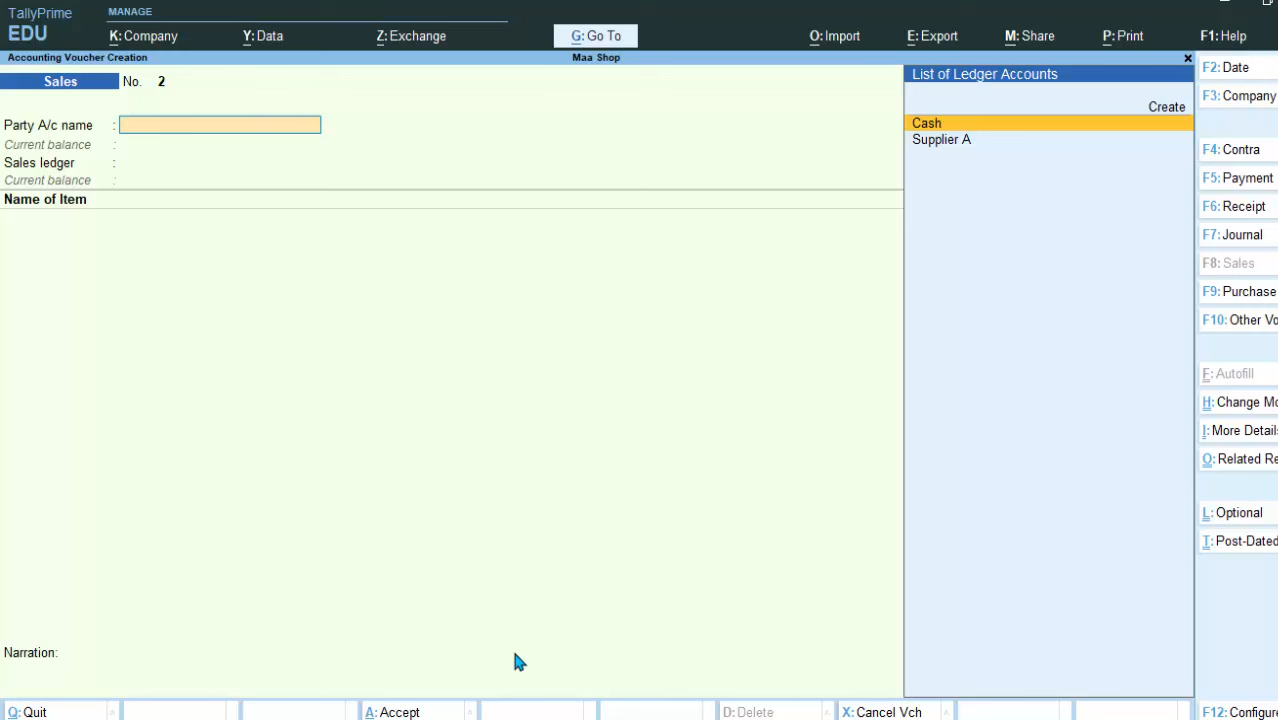 TallyPrime
EDU
MANAGE
K: Company
Y: Data
Z: Exchange
G: Go To
O: Import
E: Export
M: Share
P: Print
F1: Help
Accounting Voucher Creation
Maa Shop
Sales No. 2
Party A/c name :
Current balance :
Sales ledger :
Current balance :
Name of Item
Narration:
List of Ledger Accounts
Create
Cash
Supplier A
F2: Date
F3: Company
F4: Contra
F5: Payment
F6: Receipt
F7: Journal
F8: Sales
F9: Purchase
F10: Other Vo
F: Autofill
H: Change Mo
I: More Details
O: Related Re
L: Optional
T: Post-Dated
Q: Quit
A: Accept
D: Delete
X: Cancel Vch
F12: Configure